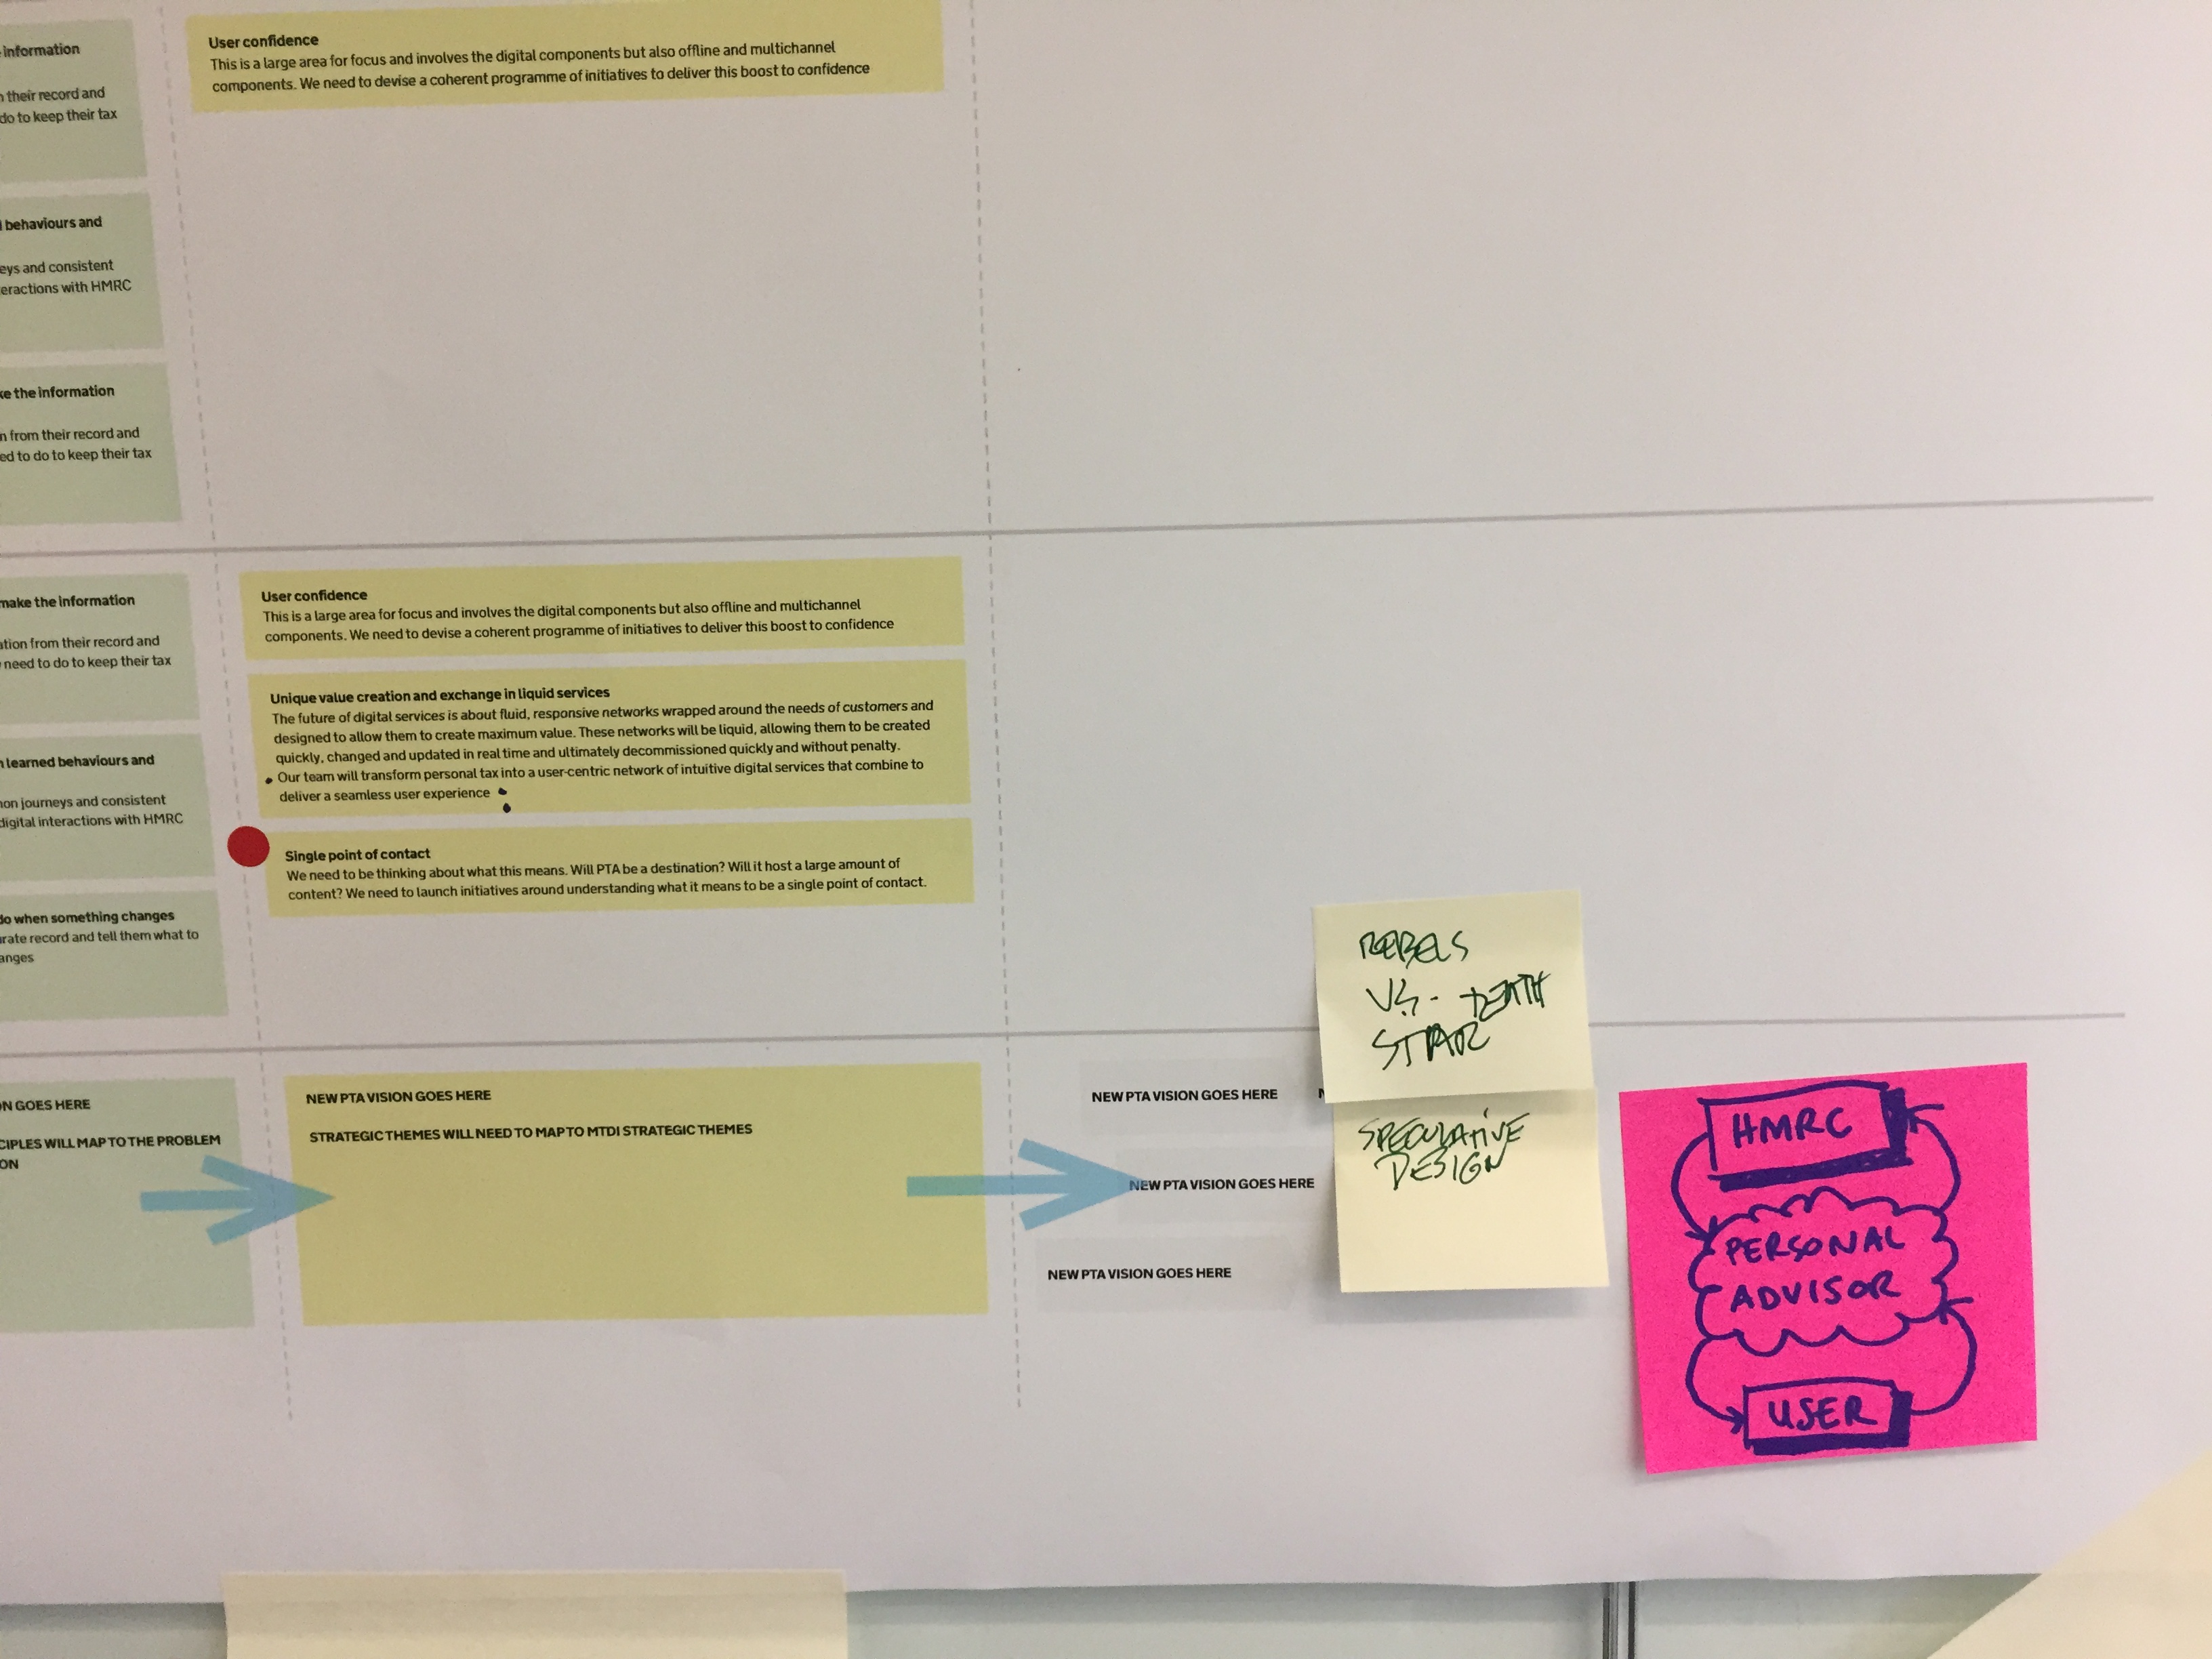 information
their record and
do to keep their tax
behaviours and
eys and consistent
eractions with HMRC
ke the information
n from their record and
ed to do to keep their tax
User confidence
This is a large area for focus and involves the digital components but also offline and multichannel
components. We need to devise a coherent programme of initiatives to deliver this boost to confidence
make the information
ation from their record and
need to do to keep their tax
learned behaviours and
non journeys and consistent
digital interactions with HMRC
do when something changes
urate record and tell them what to
anges
User confidence
This is a large area for focus and involves the digital components but also offline and multichannel
components. We need to devise a coherent programme of initiatives to deliver this boost to confidence
Unique value creation and exchange in liquid services
The future of digital services is about fluid, responsive networks wrapped around the needs of customers and
designed to allow them to create maximum value. These networks will be liquid, allowing them to be created
quickly, changed and updated in real time and ultimately decommissioned quickly and without penalty.
• Our team will transform personal tax into a user-centric network of intuitive digital services that combine to
deliver a seamless user experience
Single point of contact
We need to be thinking about what this means. Will PTA be a destination? Will it host a large amount of
content? We need to launch initiatives around understanding what it means to be a single point of contact.
ON GOES HERE
CIPLES WILL MAP TO THE PROBLEM
ON
NEW PTA VISION GOES HERE
STRATEGIC THEMES WILL NEED TO MAP TO MTDI STRATEGIC THEMES
NEW PTA VISION GOES HERE
NEW PTA VISION GOES HERE
NEW PTA VISION GOES HERE
REBELS
VS. DEATH
STAR
SPECULATIVE
DESIGN
HMRC
PERSONAL
ADVISOR
USER